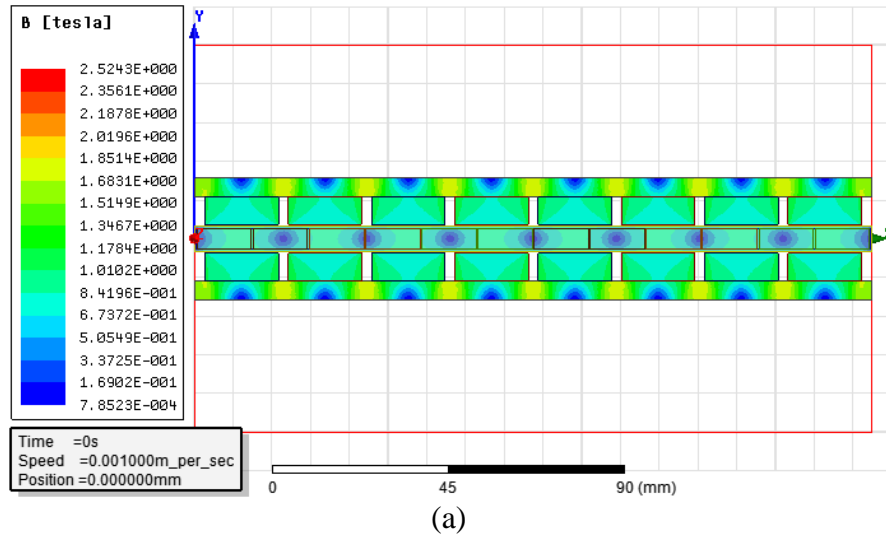 B [tesla]
2.5243E+000
2.3561E+000
2.1878E+000
2.0196E+000
1.8514E+000
1.6831E+000
1.5149E+000
1.3467E+000
1.1784E+000
1.0102E+000
8.4196E-001
6.7372E-001
5.0549E-001
3.3725E-001
1.6902E-001
7.8523E-004
Y
Time =0s
Speed =0.001000m_per_sec
Position =0.000000mm
0 45 90 (mm)
(a)